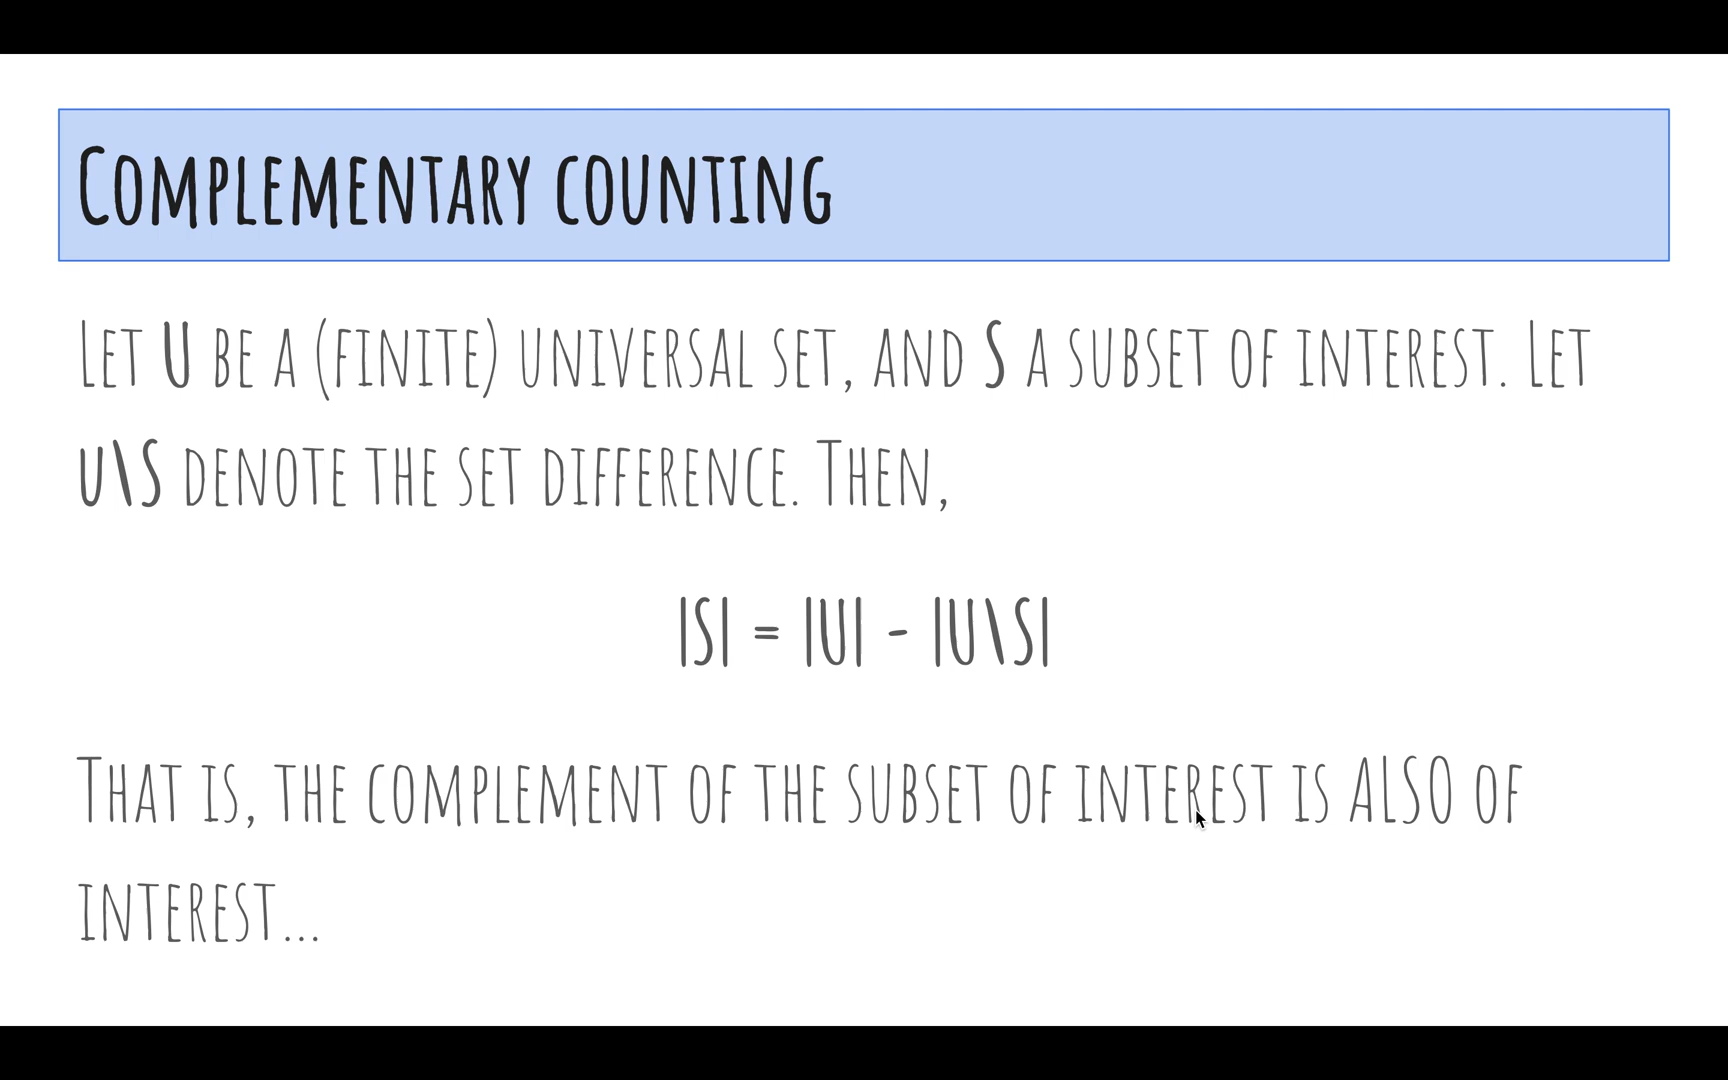 Complementary counting
Let U be a (finite) universal set, and S a subset of interest. Let
U\S denote the set difference. Then,
|S| = |U| - |U\S|
That is, the complement of the subset of interest is ALSO of
interest...